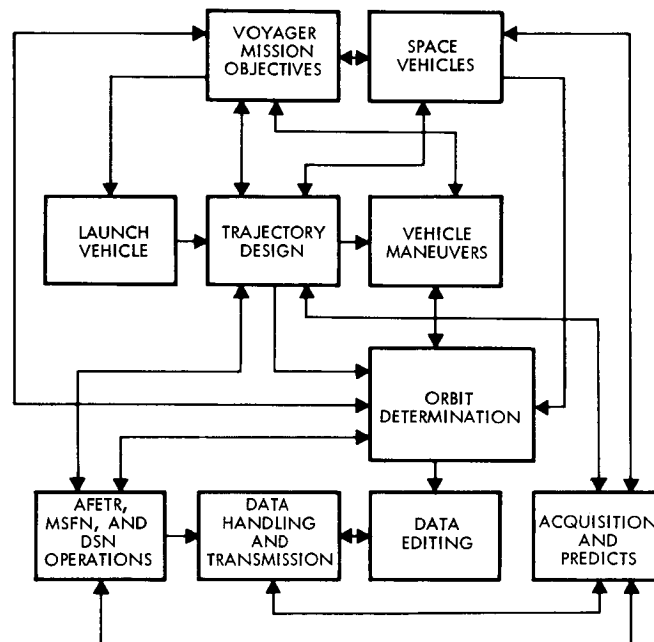 VOYAGER
MISSION
OBJECTIVES
SPACE
VEHICLES
LAUNCH
VEHICLE
TRAJECTORY
DESIGN
VEHICLE
MANEUVERS
ORBIT
DETERMINATION
AFETR,
MSFN, AND
DSN
OPERATIONS
DATA
HANDLING
AND
TRANSMISSION
DATA
EDITING
ACQUISITION
AND
PREDICTS